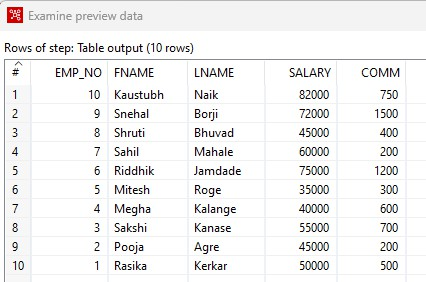 Examine preview data
Rows of step: Table output (10 rows)
# EMP_NO FNAME LNAME SALARY COMM
1 10 Kaustubh Naik 82000 750
2 9 Snehal Borji 72000 1500
3 8 Shruti Bhuvad 45000 400
4 7 Sahil Mahale 60000 200
5 6 Riddhik Jamdade 75000 1200
6 5 Mitesh Roge 35000 300
7 4 Megha Kalange 40000 600
8 3 Sakshi Kanase 55000 700
9 2 Pooja Agre 45000 200
10 1 Rasika Kerkar 50000 500